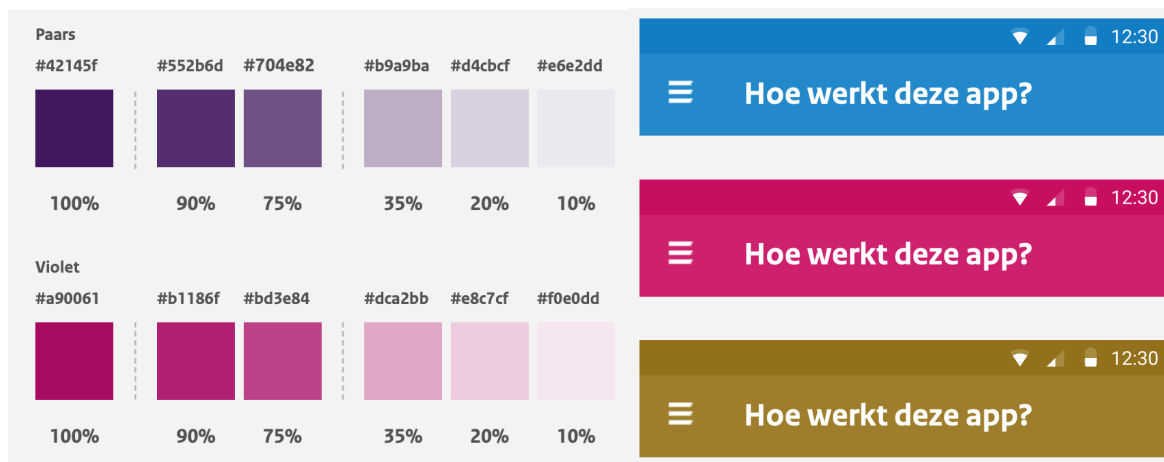 Paars
#42145f #552b6d #704e82 #b9a9ba #d4cbcf #e6e2dd
100% 90% 75% 35% 20% 10%
Violet
#a90061 #b1186f #bd3e84 #dca2bb #e8c7cf #f0e0dd
100% 90% 75% 35% 20% 10%
12:30
Hoe werkt deze app?
12:30
Hoe werkt deze app?
12:30
Hoe werkt deze app?